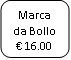 Marca
da Bollo
€ 16.00